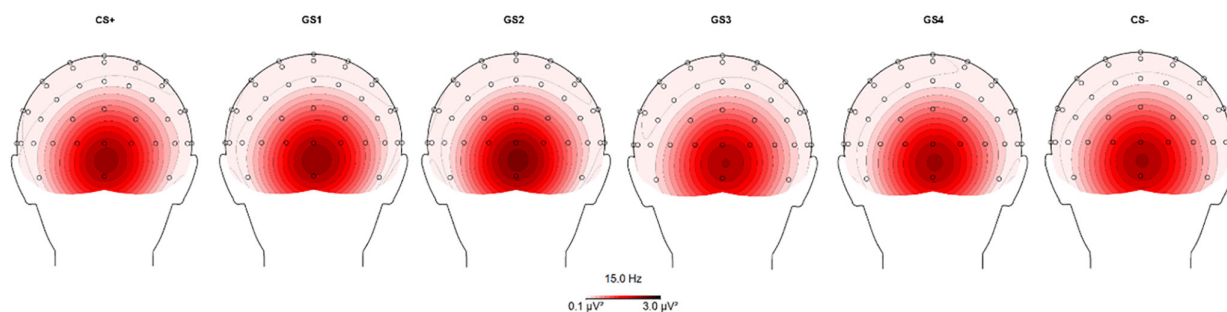 CS+ GS1 GS2 GS3 GS4 CS-
15.0 Hz
0.1 µV² 3.0 µV²